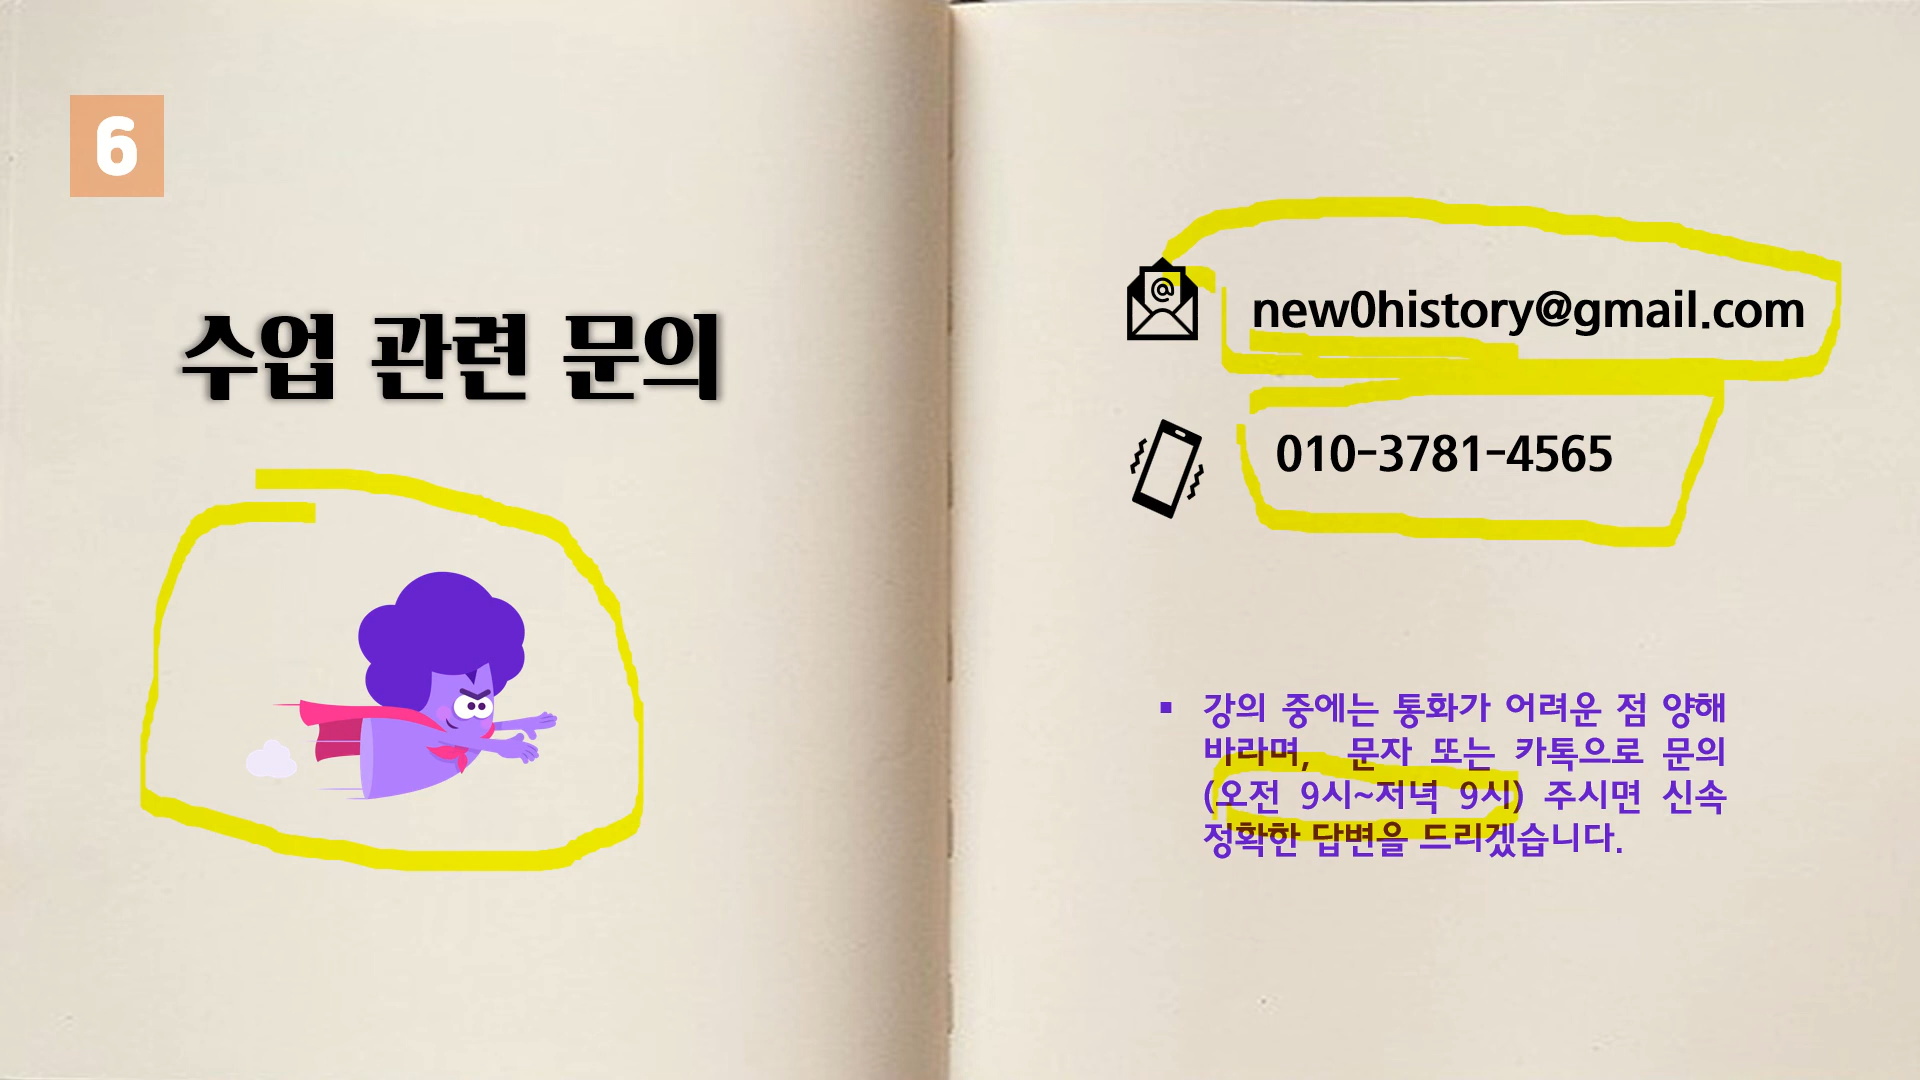 6
수업 관련 문의
new0history@gmail.com
010-3781-4565
▪ 강의 중에는 통화가 어려운 점 양해
바라며, 문자 또는 카톡으로 문의
(오전 9시~저녁 9시) 주시면 신속
정확한 답변을 드리겠습니다.